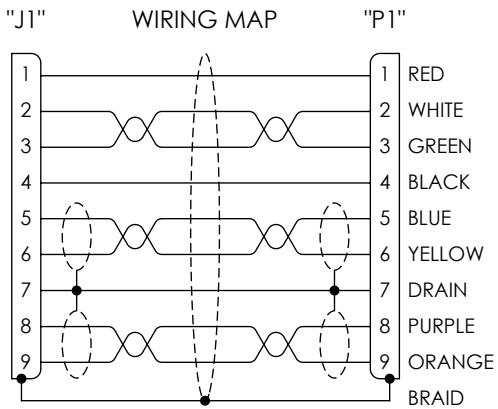 "J1" WIRING MAP "P1"
1 1 RED
2 2 WHITE
3 3 GREEN
4 4 BLACK
5 5 BLUE
6 6 YELLOW
7 7 DRAIN
8 8 PURPLE
9 9 ORANGE
BRAID